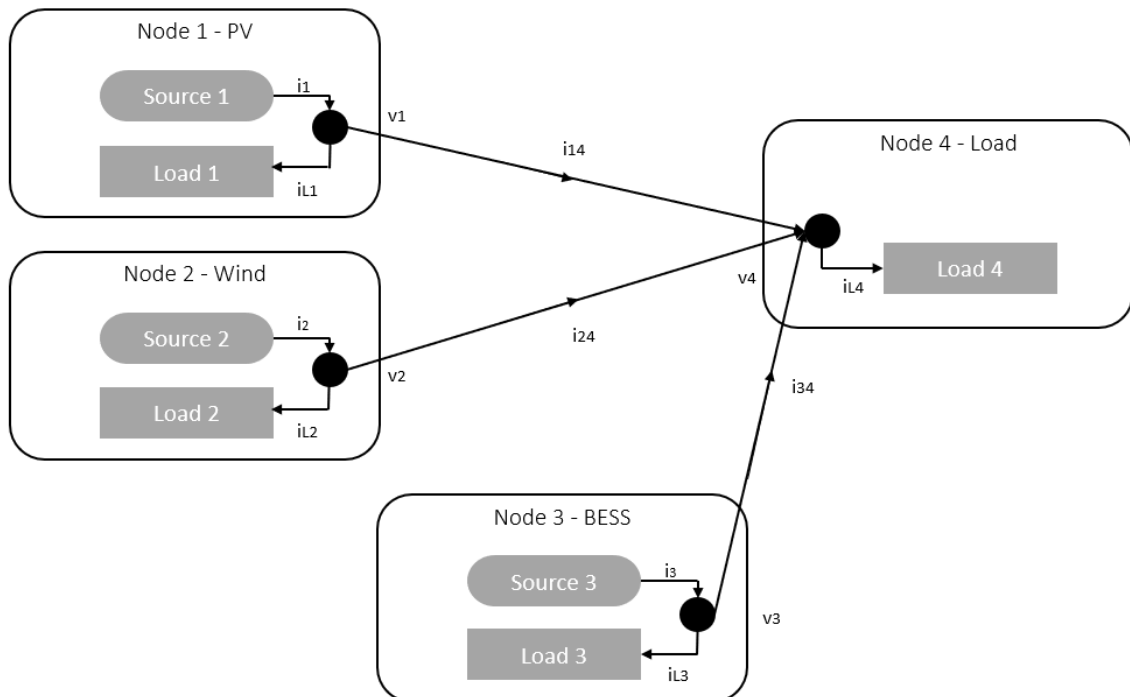 Node 1 - PV
Source 1
i1
v1
Load 1
iL1
i14
Node 4 - Load
Load 4
iL4
v4
Node 2 - Wind
Source 2
i2
v2
Load 2
iL2
i24
i34
Node 3 - BESS
Source 3
i3
v3
Load 3
iL3